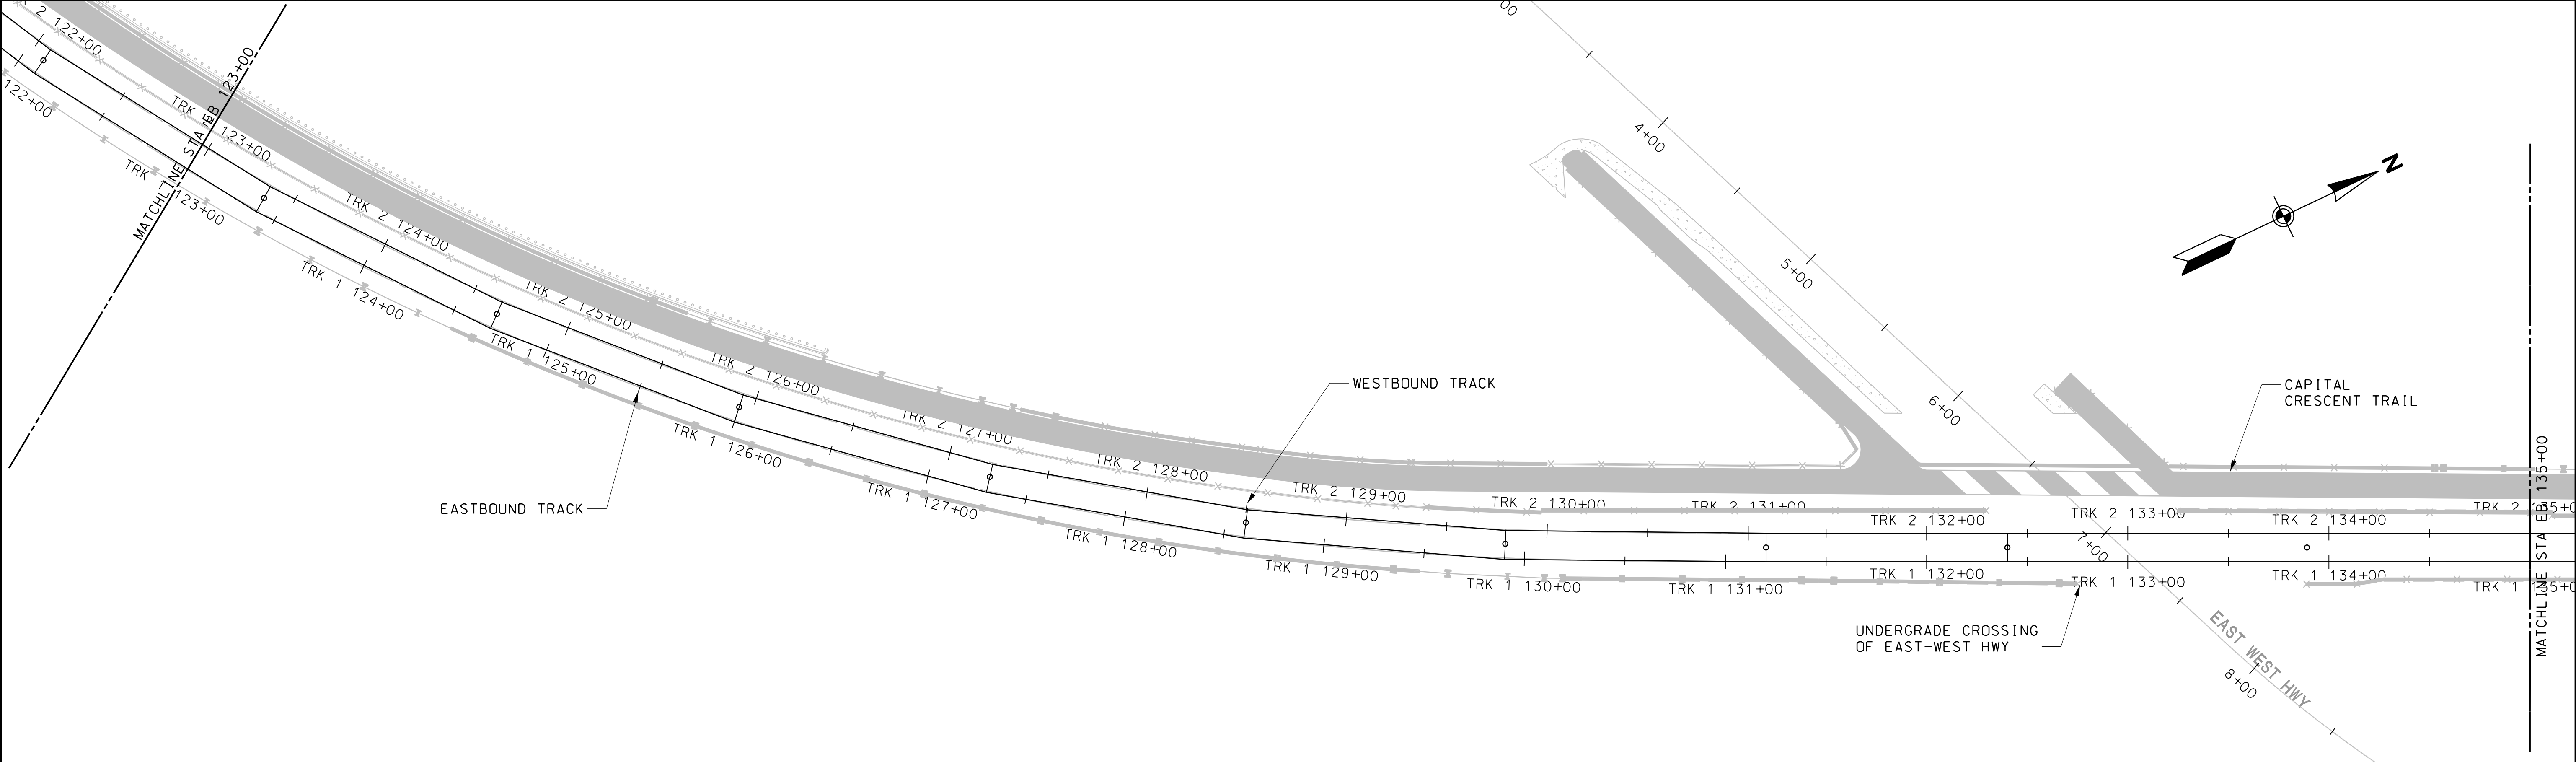 00
2 122+00
122+00
MATCHLINE STA EB 123+00
TRK 2 123+00
TRK 1 123+00
TRK 2 124+00
TRK 1 124+00
TRK 2 125+00
TRK 1 125+00
TRK 2 126+00
TRK 1 126+00
TRK 2 127+00
TRK 1 127+00
TRK 2 128+00
TRK 1 128+00
TRK 2 129+00
TRK 1 129+00
TRK 2 130+00
TRK 1 130+00
TRK 2 131+00
TRK 1 131+00
TRK 2 132+00
TRK 1 132+00
TRK 2 133+00
TRK 1 133+00
TRK 2 134+00
TRK 1 134+00
TRK 2 135+0
TRK 1 135+0
4+00
5+00
6+00
7+00
8+00
N
WESTBOUND TRACK
EASTBOUND TRACK
CAPITAL
CRESCENT TRAIL
UNDERGRADE CROSSING
OF EAST-WEST HWY
EAST WEST HWY
MATCHLINE STA EB 135+00